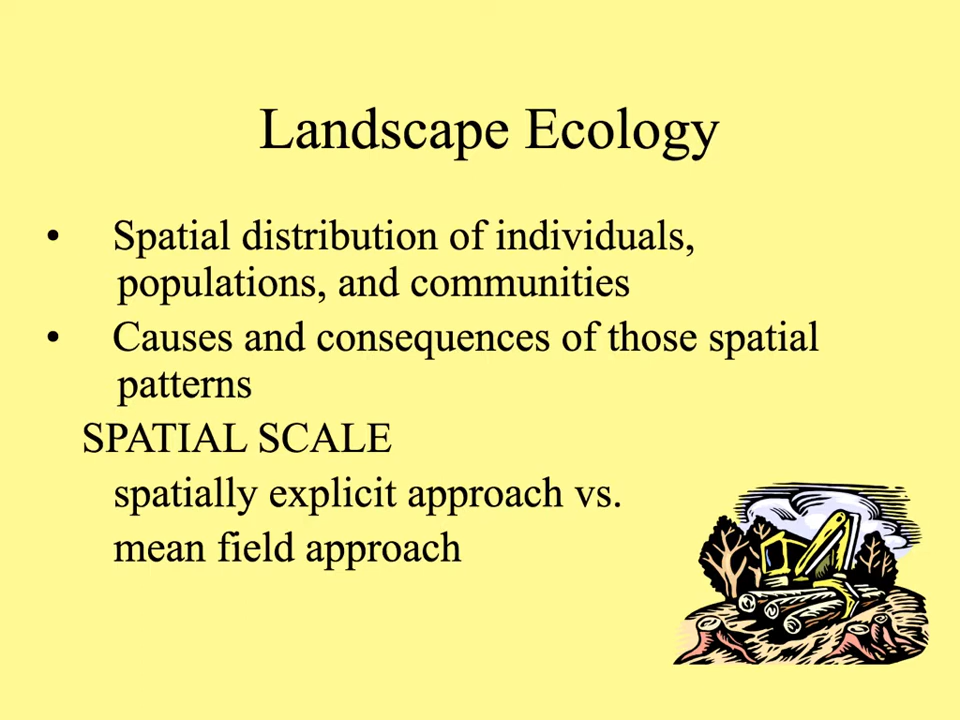 Landscape Ecology
• Spatial distribution of individuals,
populations, and communities
• Causes and consequences of those spatial
patterns
SPATIAL SCALE
spatially explicit approach vs.
mean field approach